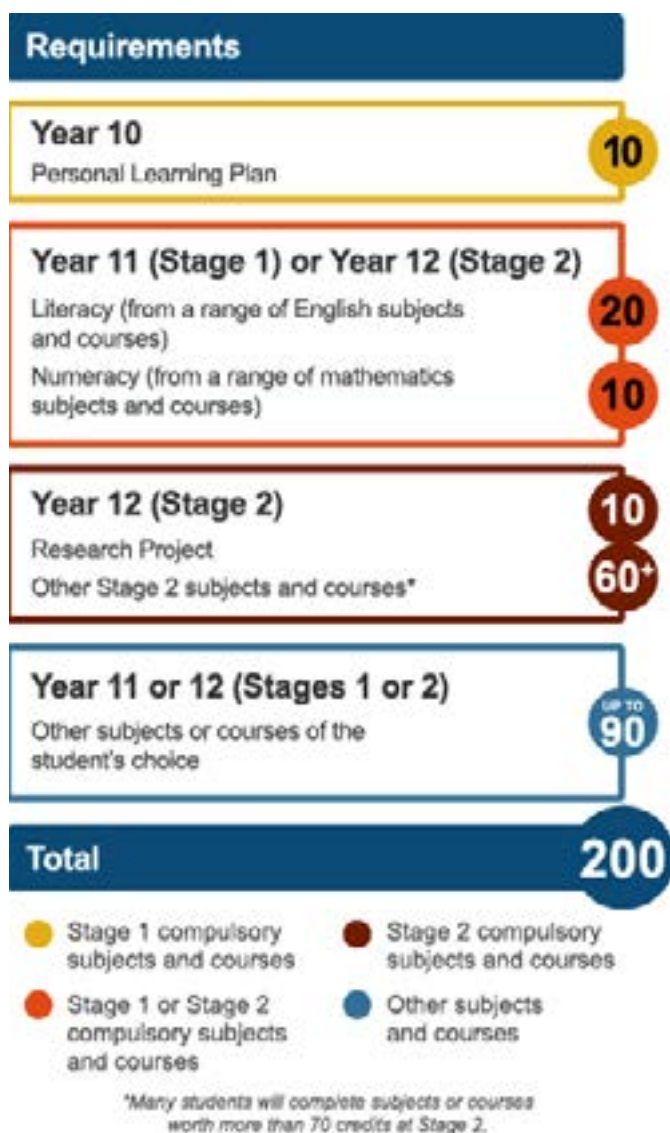 Requirements
Year 10
Personal Learning Plan
10
Year 11 (Stage 1) or Year 12 (Stage 2)
Literacy (from a range of English subjects
and courses)
20
Numeracy (from a range of mathematics
subjects and courses)
10
Year 12 (Stage 2)
10
Research Project
Other Stage 2 subjects and courses*
60+
Year 11 or 12 (Stages 1 or 2)
Other subjects or courses of the
student's choice
UP TO
90
Total
200
Stage 1 compulsory
subjects and courses
Stage 1 or Stage 2
compulsory subjects
and courses
Stage 2 compulsory
subjects and courses
Other subjects
and courses
*Many students will complete subjects or courses
worth more than 70 credits at Stage 2.